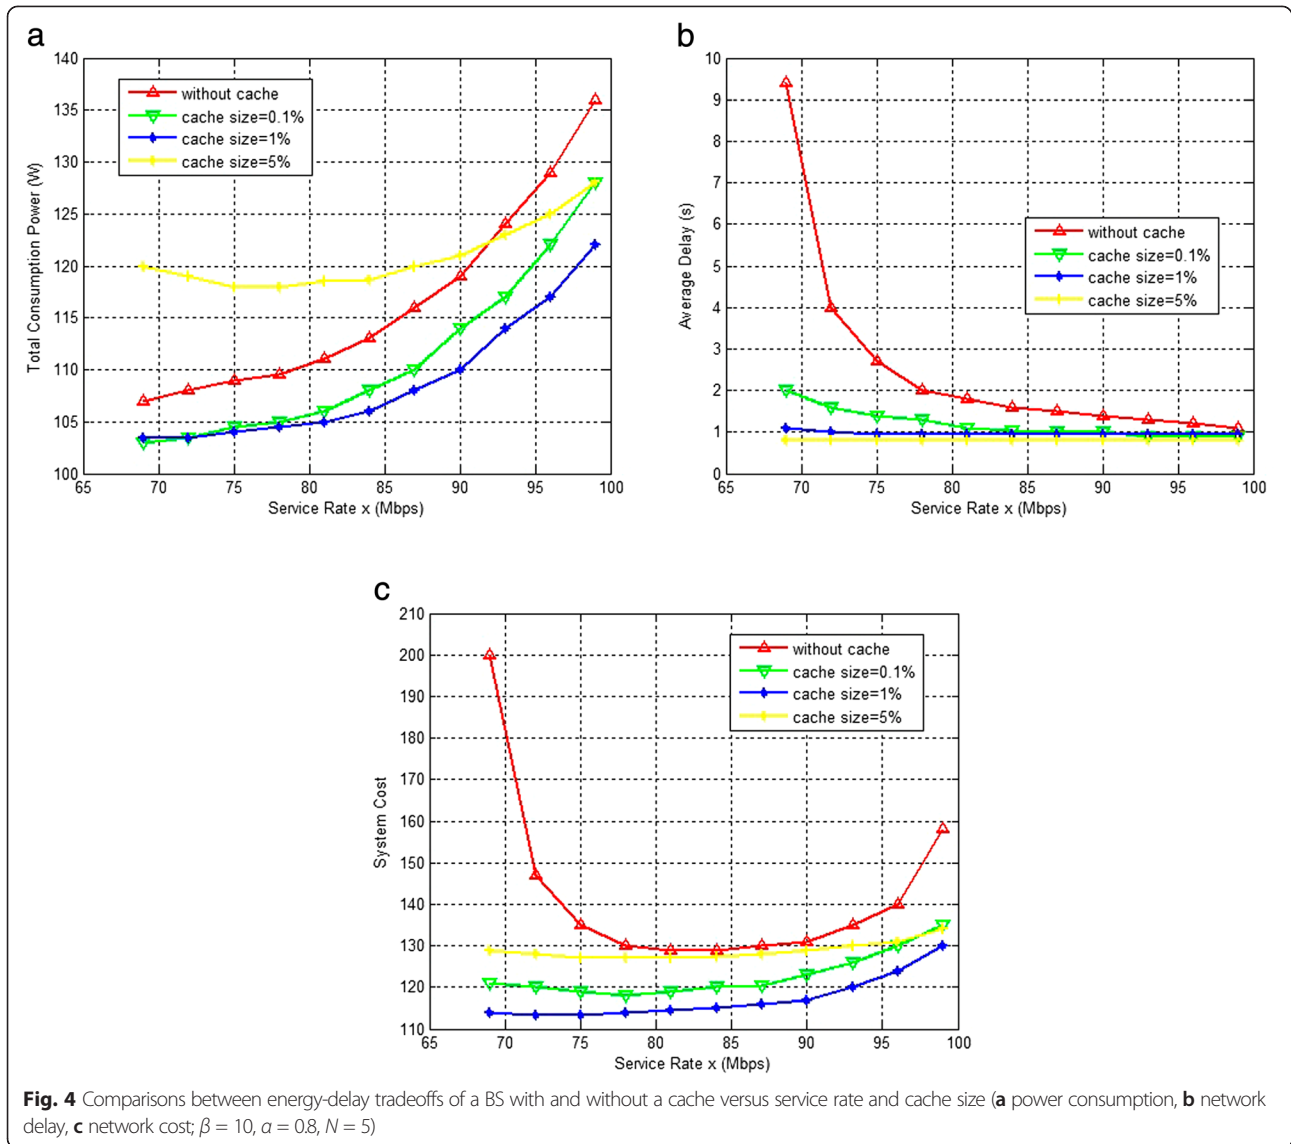 a
140
135
130
125
120
115
110
105
100
65 70 75 80 85 90 95 100
Total Consumption Power (W)
Service Rate x (Mbps)
without cache
cache size=0.1%
cache size=1%
cache size=5%
b
10
9
8
7
6
5
4
3
2
1
0
65 70 75 80 85 90 95 100
Average Delay (s)
Service Rate x (Mbps)
without cache
cache size=0.1%
cache size=1%
cache size=5%
c
210
200
190
180
170
160
150
140
130
120
110
65 70 75 80 85 90 95 100
System Cost
Service Rate x (Mbps)
without cache
cache size=0.1%
cache size=1%
cache size=5%
Fig. 4 Comparisons between energy-delay tradeoffs of a BS with and without a cache versus service rate and cache size (a power consumption, b network
delay, c network cost; β = 10, α = 0.8, N = 5)